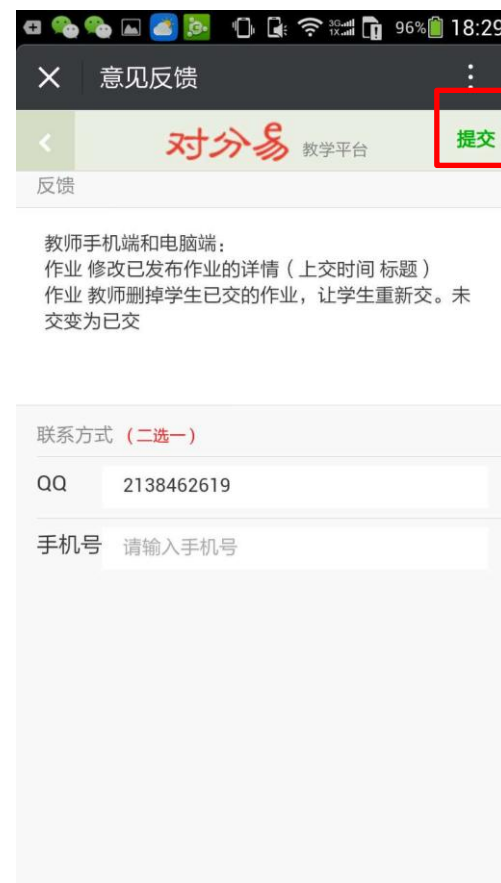 96% 18:29
意见反馈
对分易 教学平台 提交
反馈
教师手机端和电脑端：
作业 修改已发布作业的详情（上交时间 标题）
作业 教师删掉学生已交的作业，让学生重新交。未
交变为已交
联系方式（二选一）
QQ 2138462619
手机号 请输入手机号